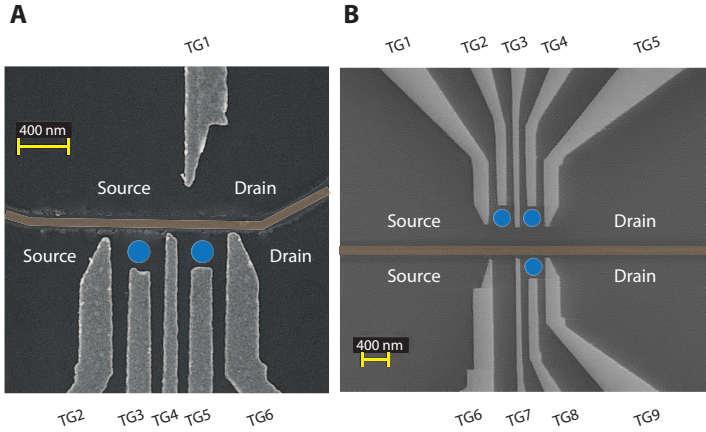 A
TG1
400 nm
Source
Drain
Source
Drain
TG2
TG3
TG4
TG5
TG6
B
TG1
TG2
TG3
TG4
TG5
Source
Drain
Source
Drain
400 nm
TG6
TG7
TG8
TG9